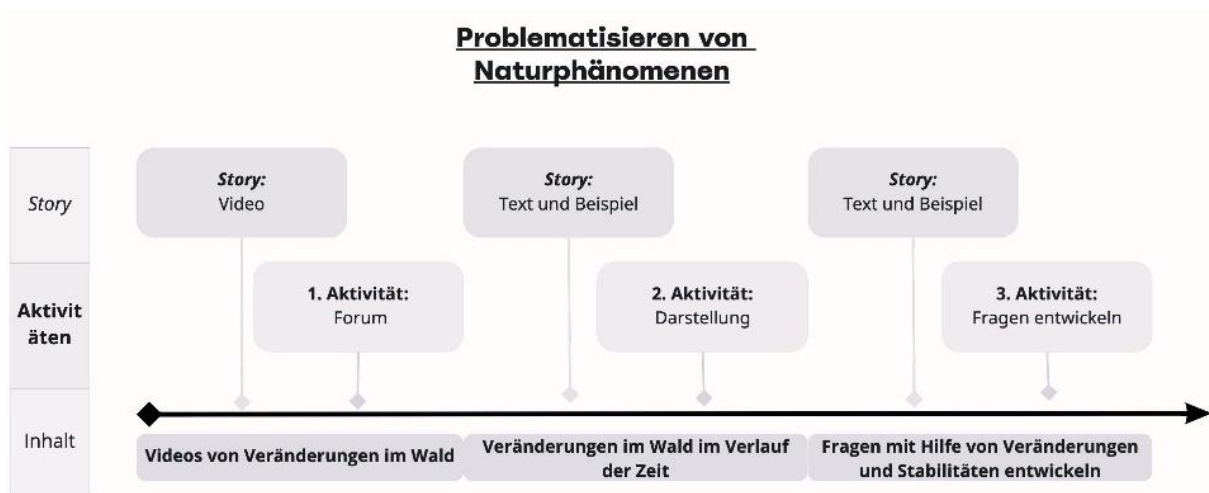 Problematisieren von
Naturphänomenen
Story
Story:
Video
Story:
Text und Beispiel
Story:
Text und Beispiel
Aktivit
äten
1. Aktivität:
Forum
2. Aktivität:
Darstellung
3. Aktivität:
Fragen entwickeln
Inhalt
Videos von Veränderungen im Wald
Veränderungen im Wald im Verlauf
der Zeit
Fragen mit Hilfe von Veränderungen
und Stabilitäten entwickeln